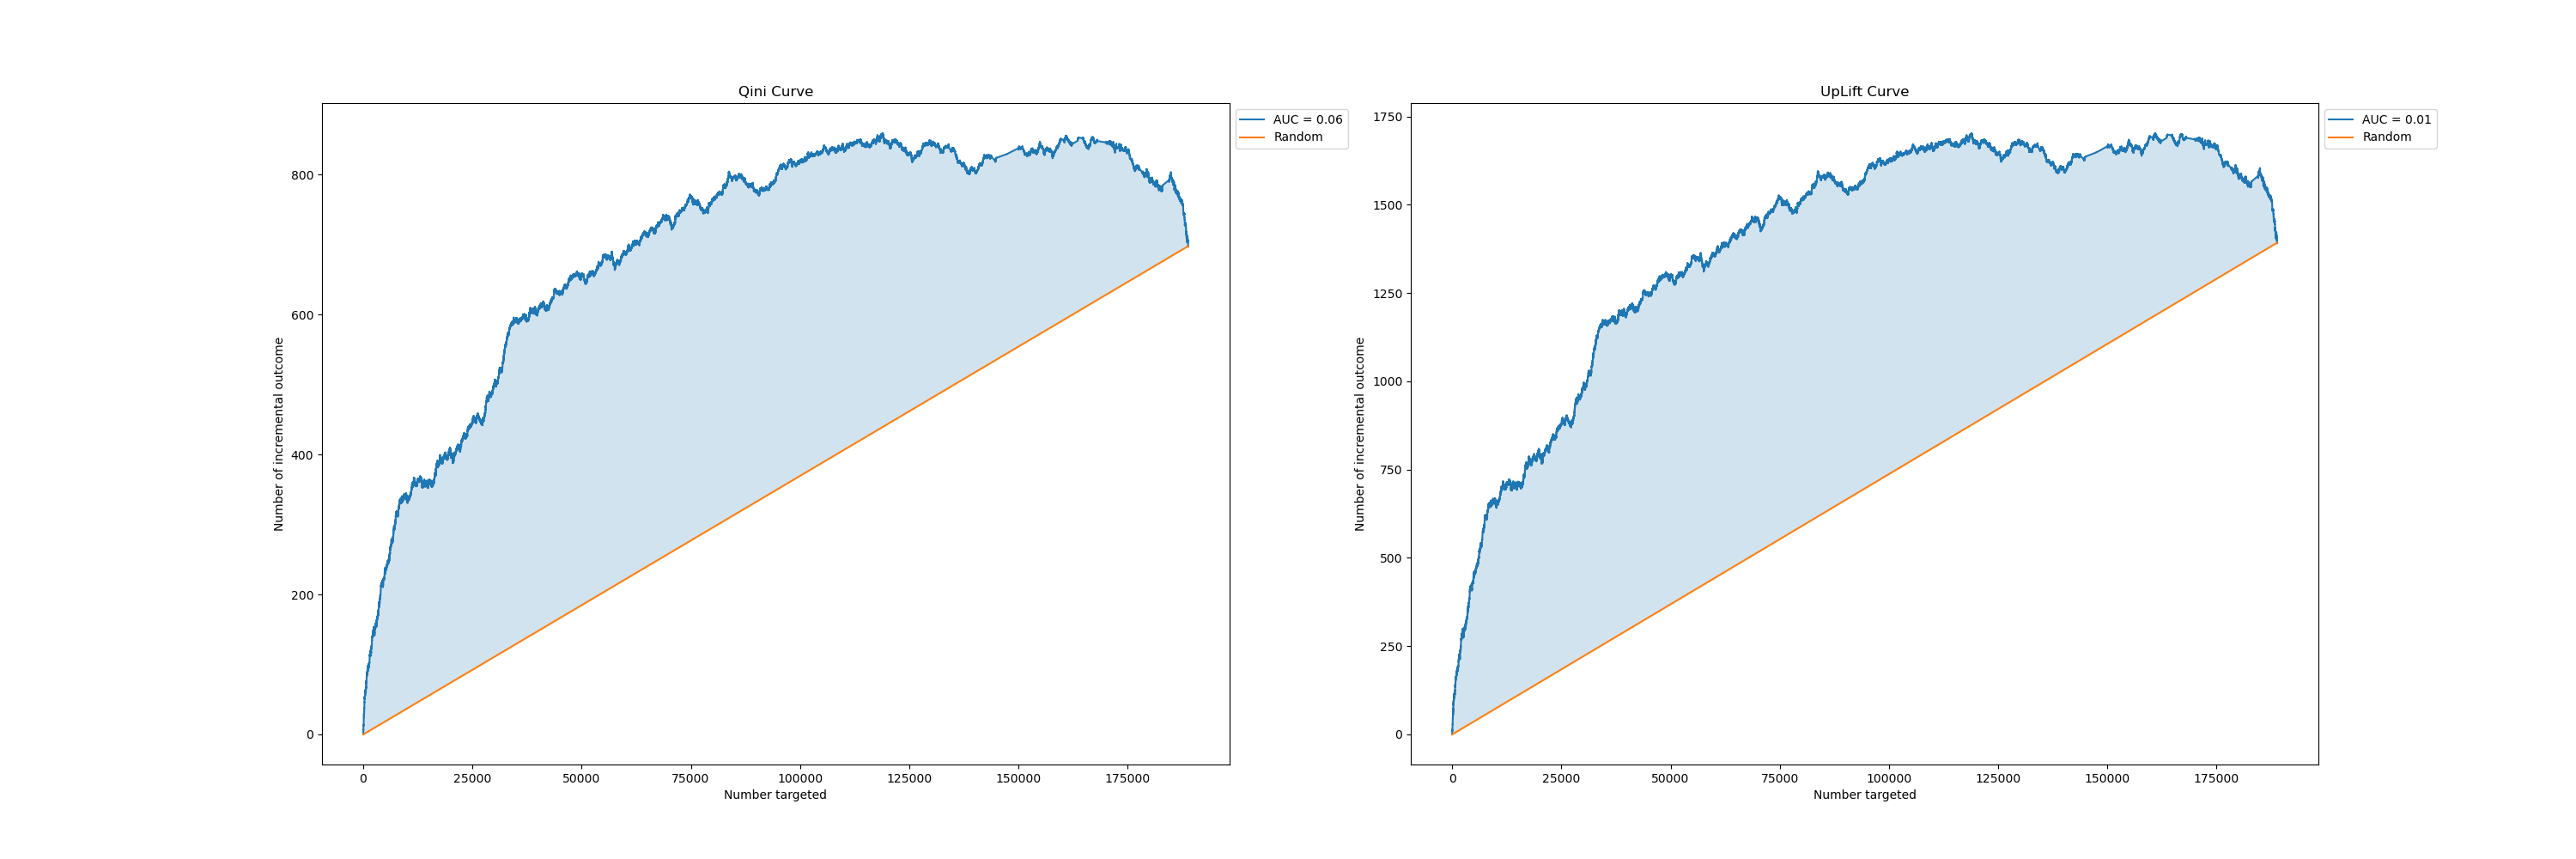 Qini Curve
AUC = 0.06
Random
800
600
400
200
0
Number of incremental outcome
0 25000 50000 75000 100000 125000 150000 175000
Number targeted
UpLift Curve
AUC = 0.01
Random
1750
1500
1250
1000
750
500
250
0
Number of incremental outcome
0 25000 50000 75000 100000 125000 150000 175000
Number targeted